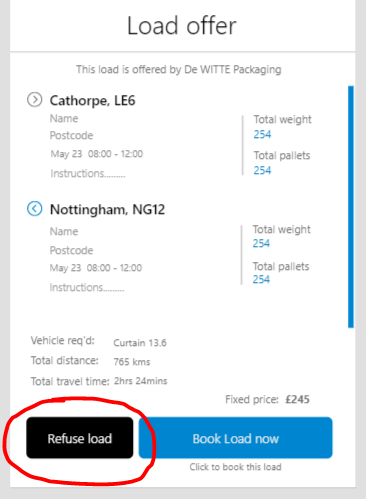 Load offer
This load is offered by De WITTE Packaging
Cathorpe, LE6
Name
Postcode
May 23 08:00 - 12:00
Instructions.........
Total weight
254
Total pallets
254
Nottingham, NG12
Name
Postcode
May 23 08:00 - 12:00
Instructions.........
Total weight
254
Total pallets
254
Vehicle req'd: Curtain 13.6
Total distance: 765 kms
Total travel time: 2hrs 24mins
Fixed price: £245
Refuse load
Book Load now
Click to book this load